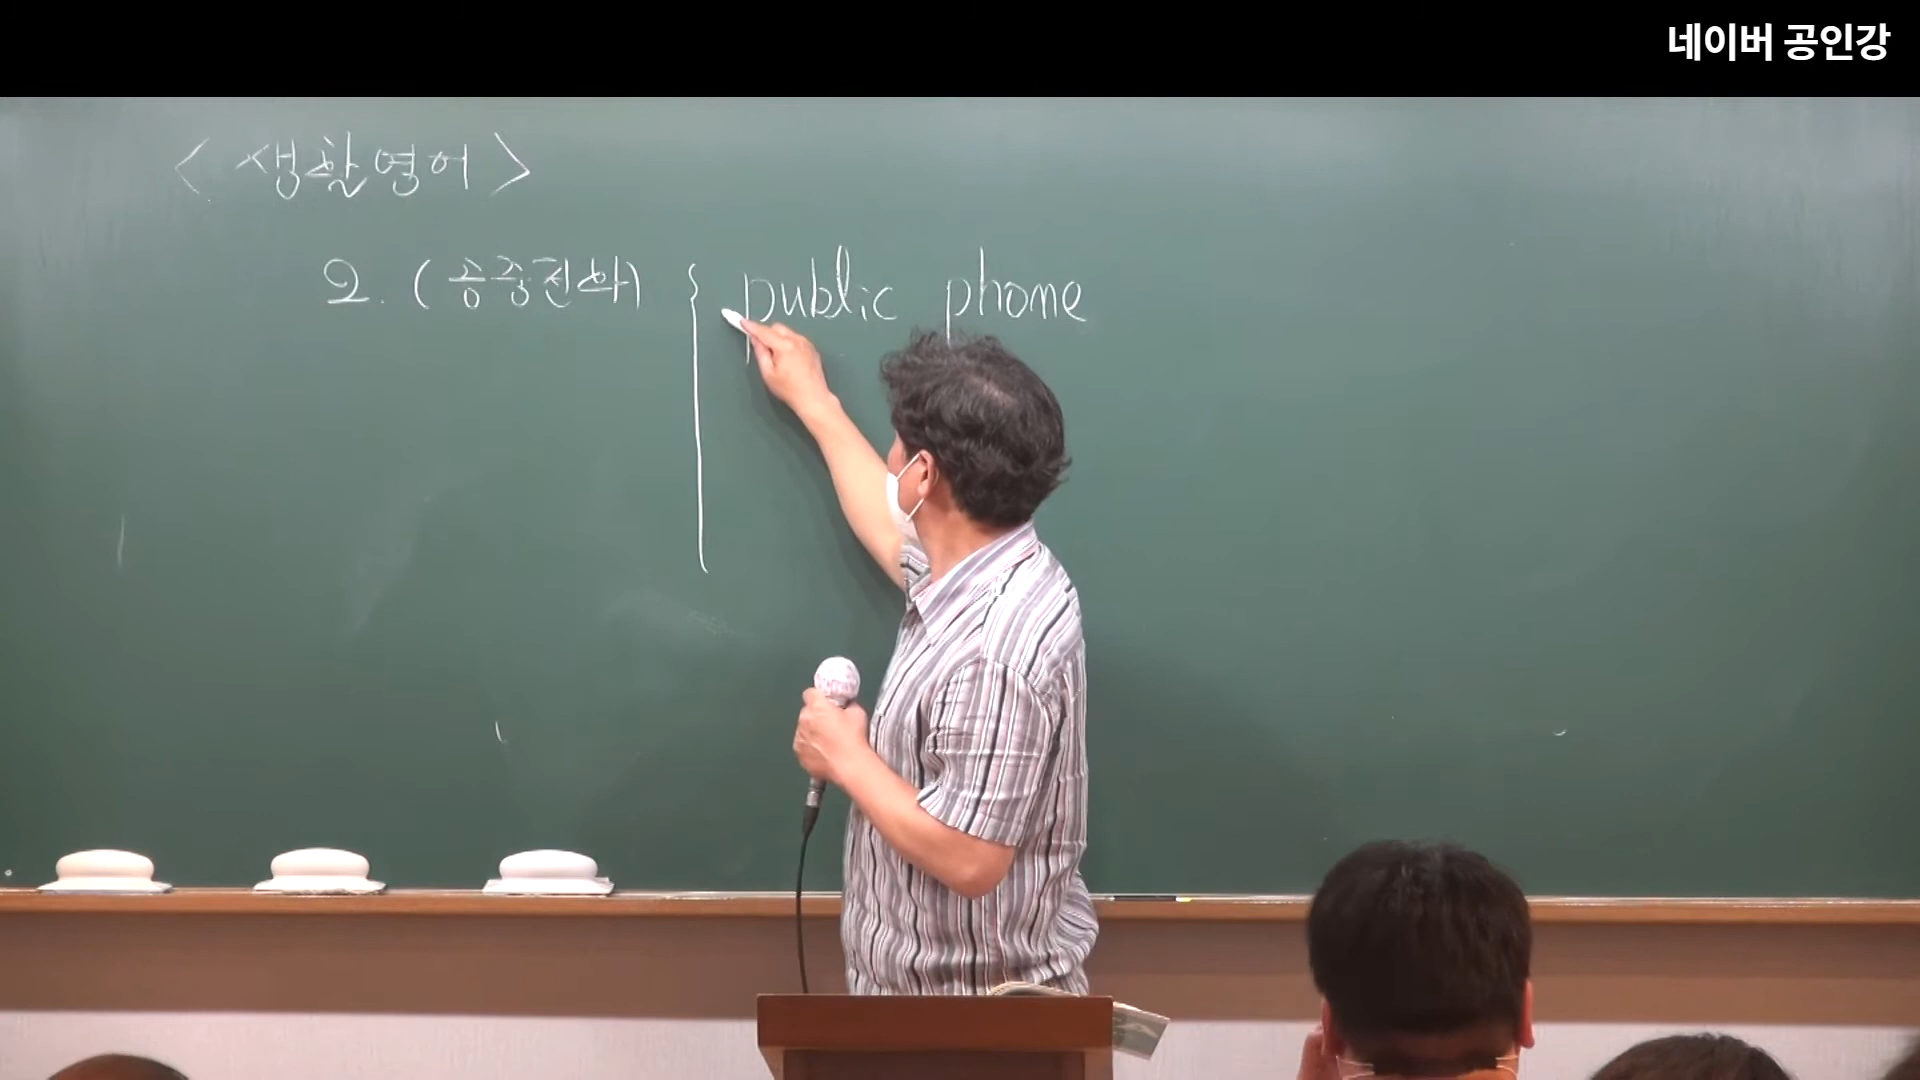 네이버 공인강
< 생활영어 >
2. (공중전화) { public phone